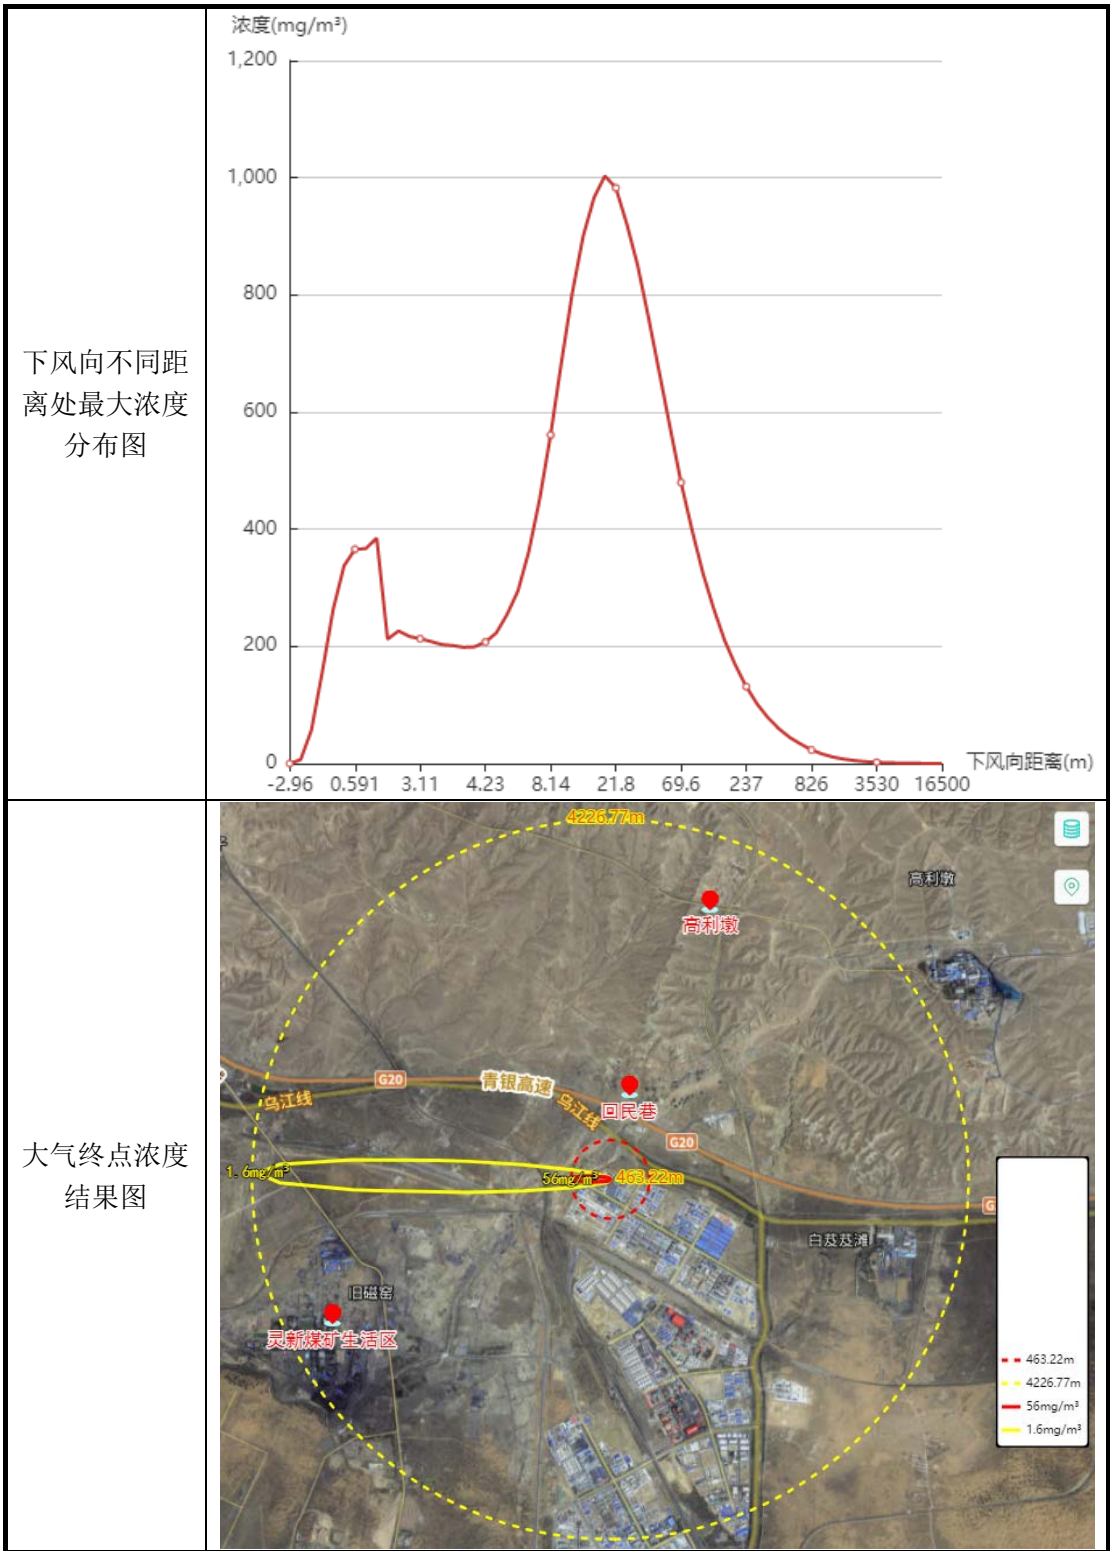 浓度(mg/m³)
1,200
1,000
800
600
400
200
0
-2.96 0.591 3.11 4.23 8.14 21.8 69.6 237 826 3530 16500
下风向距离(m)
下风向不同距
离处最大浓度
分布图
大气终点浓度
结果图
4226.77m
高利墩
高利墩
G20
青银高速
乌江线
乌江线
回民巷
G20
1.6mg/m³
56mg/m³
463.22m
G
白芨芨滩
旧磁窑
灵新煤矿生活区
463.22m
4226.77m
56mg/m³
1.6mg/m³